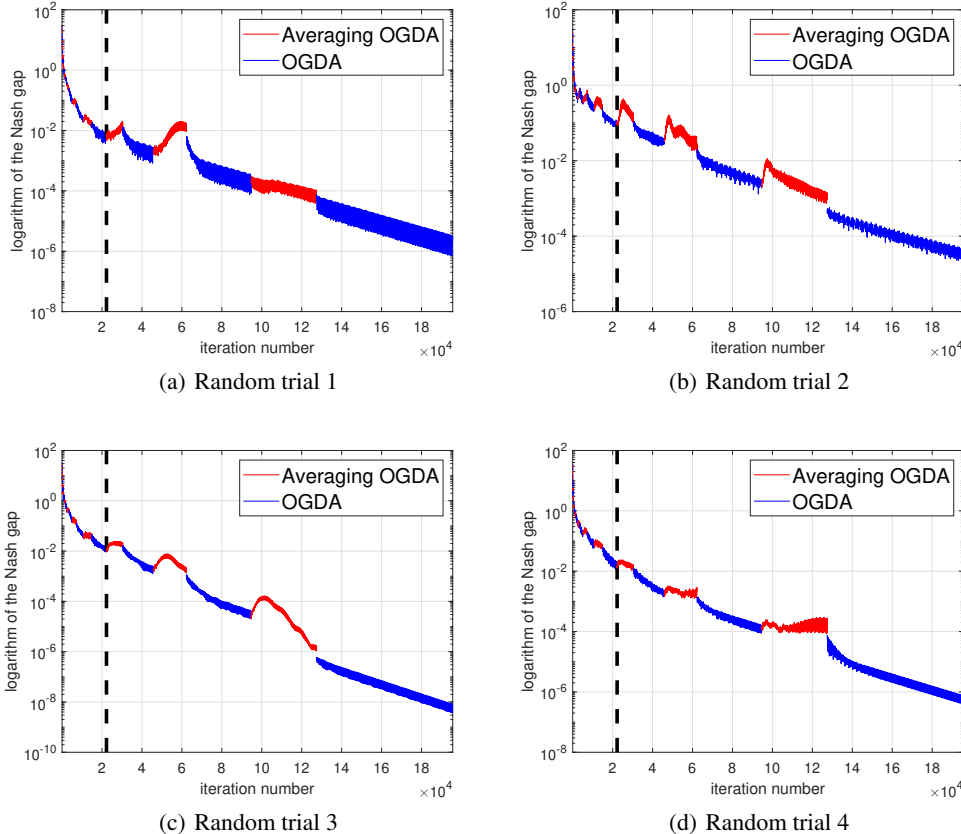 10^2
10^0
10^-2
10^-4
10^-6
10^-8
logarithm of the Nash gap
Averaging OGDA
OGDA
2 4 6 8 10 12 14 16 18
iteration number
×10^4
(a) Random trial 1
10^2
10^0
10^-2
10^-4
10^-6
logarithm of the Nash gap
Averaging OGDA
OGDA
2 4 6 8 10 12 14 16 18
iteration number
×10^4
(b) Random trial 2
10^2
10^0
10^-2
10^-4
10^-6
10^-8
10^-10
logarithm of the Nash gap
Averaging OGDA
OGDA
2 4 6 8 10 12 14 16 18
iteration number
×10^4
(c) Random trial 3
10^2
10^0
10^-2
10^-4
10^-6
10^-8
logarithm of the Nash gap
Averaging OGDA
OGDA
2 4 6 8 10 12 14 16 18
iteration number
×10^4
(d) Random trial 4